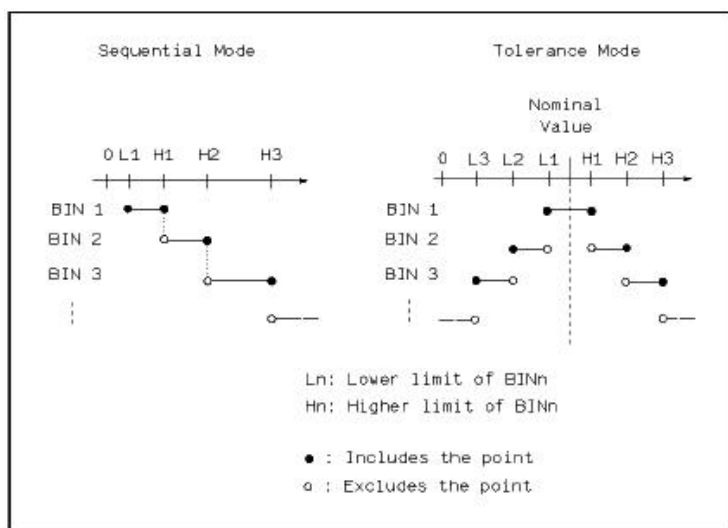 Sequential Mode
Tolerance Mode
Nominal
Value
0 L1 H1 H2 H3
0 L3 L2 L1 H1 H2 H3
BIN 1
BIN 2
BIN 3
BIN 1
BIN 2
BIN 3
Ln: Lower limit of BINn
Hn: Higher limit of BINn
● : Includes the point
○ : Excludes the point